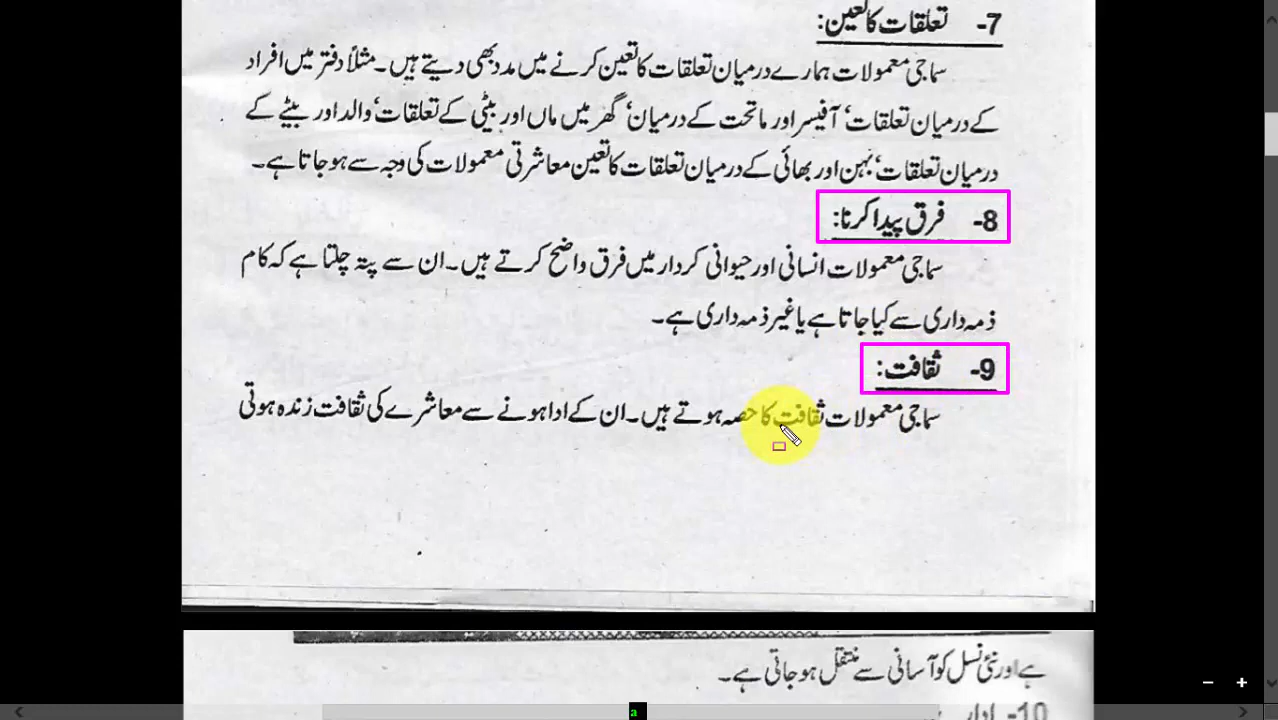 7- تعلقات کا تعین:
سماجی معمولات ہمارے درمیان تعلقات کا تعین کرنے میں مدد بھی دیتے ہیں۔ مثلاً دفتر میں افراد
کے درمیان تعلقات، آفیسر اور ماتحت کے درمیان، گھر میں ماں اور بیٹی کے تعلقات، والد اور بیٹے کے
درمیان تعلقات، بہن اور بھائی کے درمیان تعلقات کا تعین معاشرتی معمولات کی وجہ سے ہو جاتا ہے۔
8- فرق پیدا کرنا:
سماجی معمولات انسانی اور حیوانی کردار میں فرق واضح کرتے ہیں۔ ان سے پتہ چلتا ہے کہ کام
ذمہ داری سے کیا جاتا ہے یا غیر ذمہ داری ہے۔
9- ثقافت:
سماجی معمولات ثقافت کا حصہ ہوتے ہیں۔ ان کے ادا ہونے سے معاشرے کی ثقافت زندہ ہوتی
ہے اور نئی نسل کو آسانی سے منتقل ہو جاتی ہے۔
10-
a